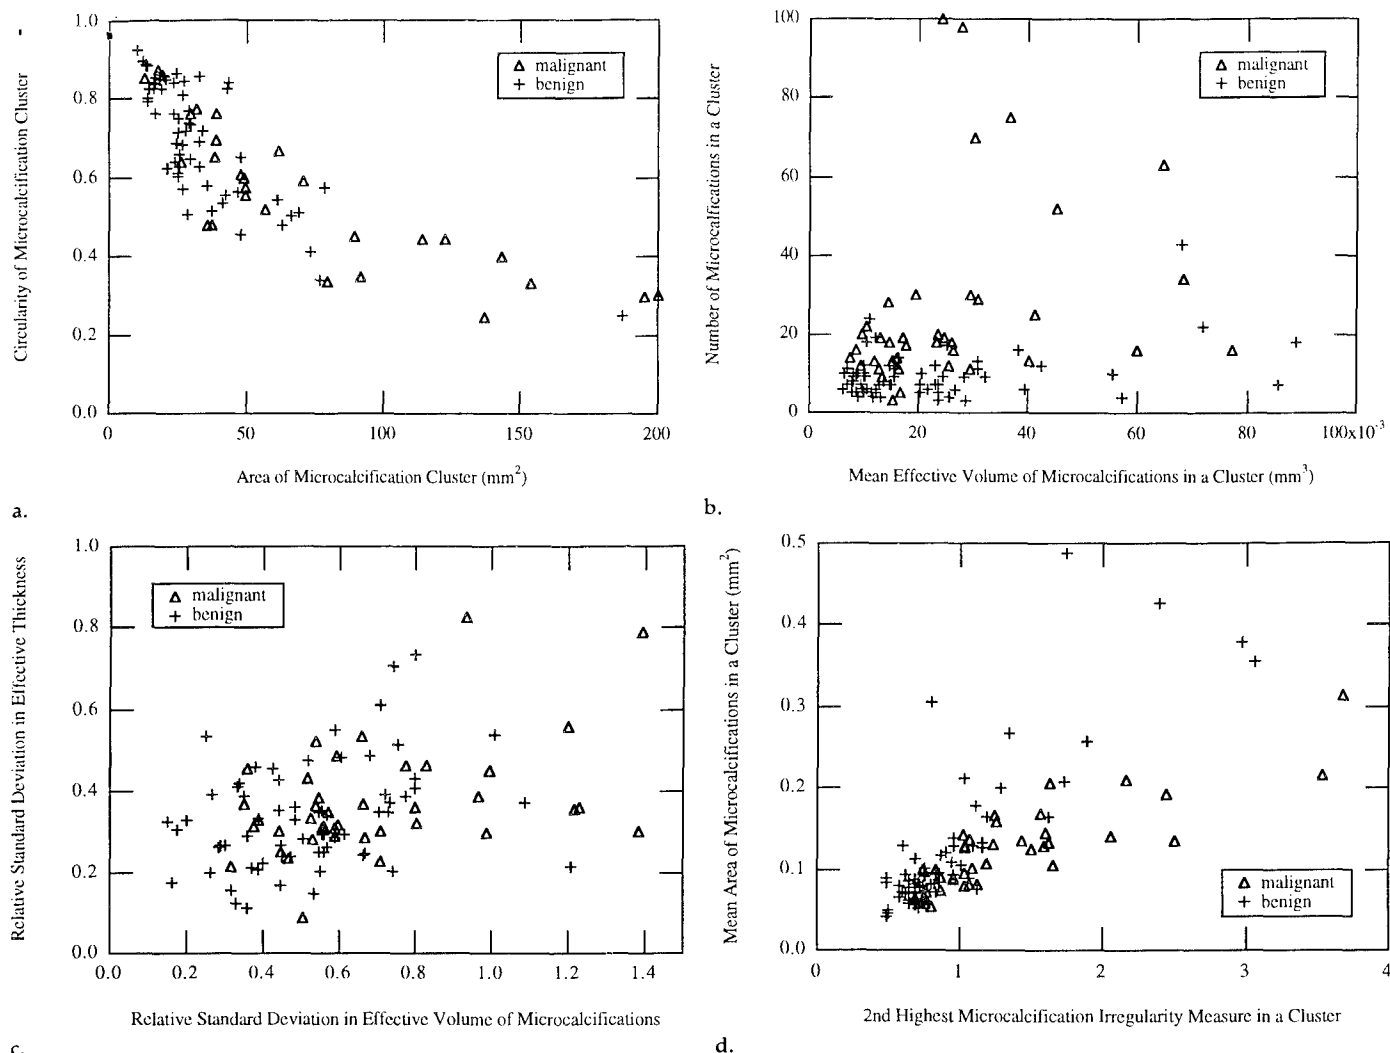 Circularity of Microcalcification Cluster
1.0
0.8
0.6
0.4
0.2
0.0
malignant
benign
0
50
100
150
200
Area of Microcalcification Cluster (mm²)
a.
Number of Microcalfications in a Cluster
100
80
60
40
20
0
malignant
benign
0
20
40
60
80
100x10⁻³
Mean Effective Volume of Microcalcifications in a Cluster (mm³)
b.
Relative Standard Deviation in Effective Thickness
1.0
0.8
0.6
0.4
0.2
0.0
malignant
benign
0.0
0.2
0.4
0.6
0.8
1.0
1.2
1.4
Relative Standard Deviation in Effective Volume of Microcalcifications
c.
Mean Area of Microcalcifications in a Cluster (mm²)
0.5
0.4
0.3
0.2
0.1
0.0
malignant
benign
0
1
2
3
4
2nd Highest Microcalcification Irregularity Measure in a Cluster
d.